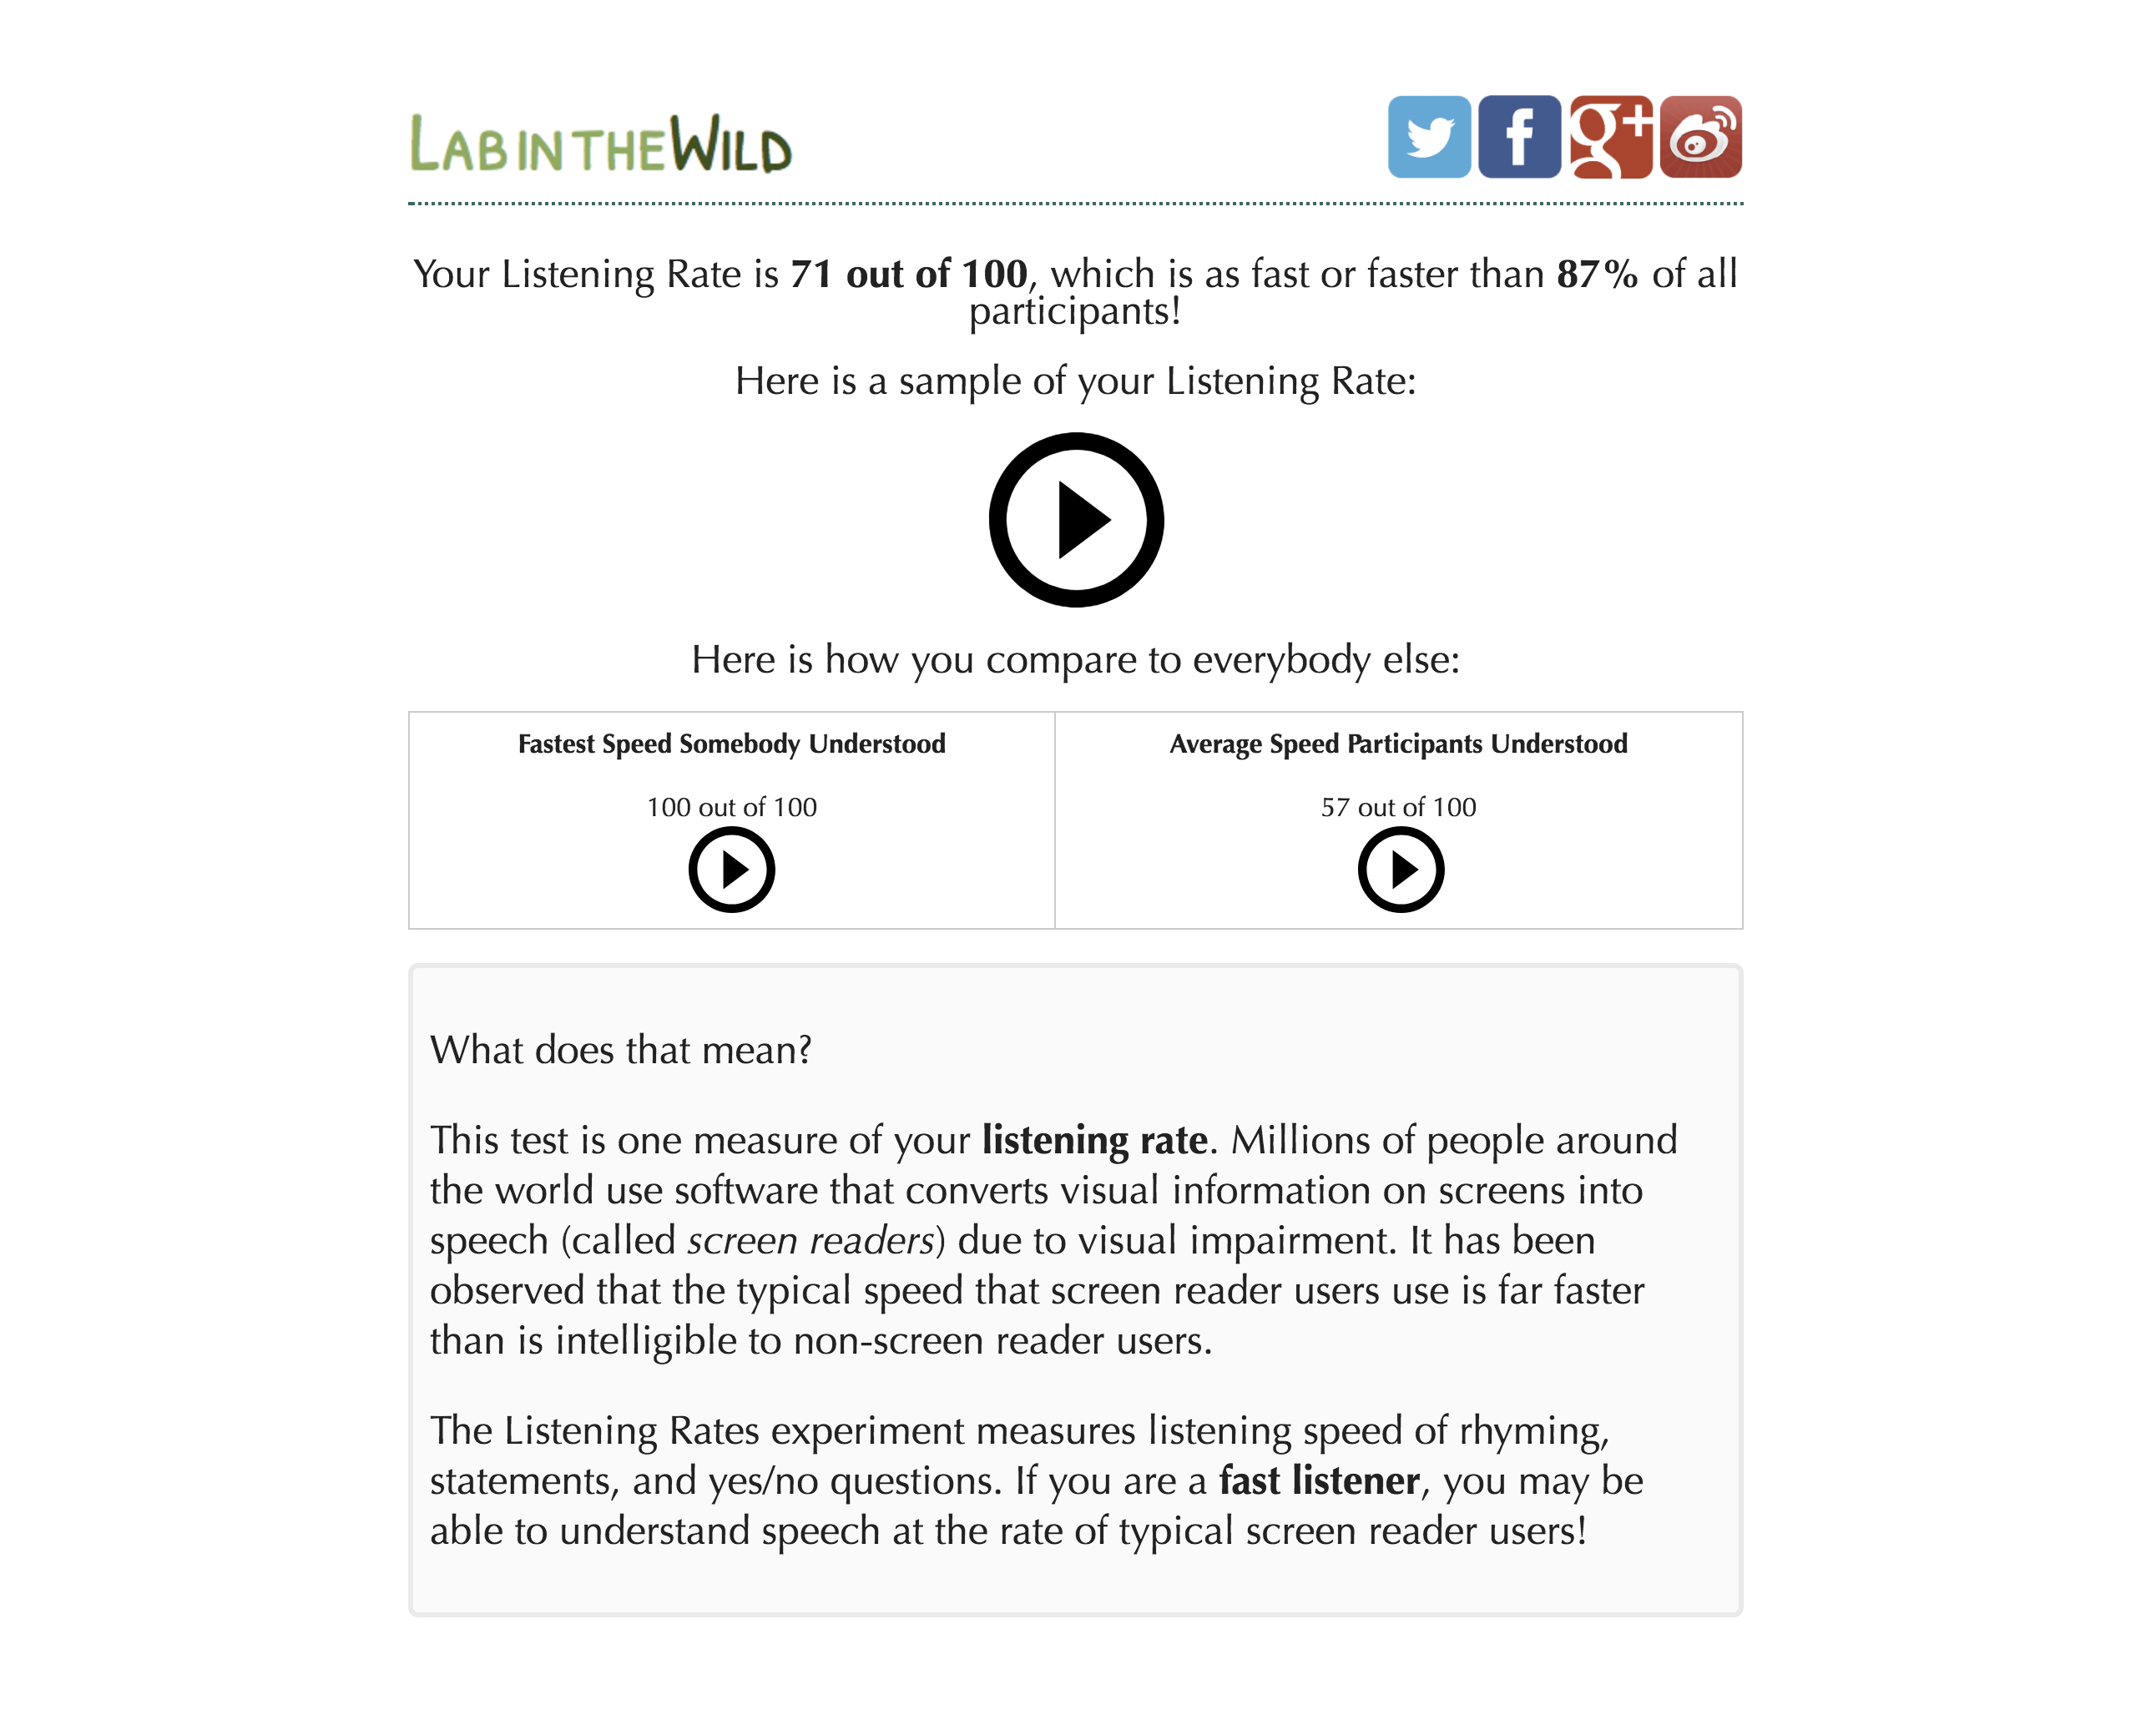 LAB IN THE WILD
f g+
Your Listening Rate is 71 out of 100, which is as fast or faster than 87% of all
participants!
Here is a sample of your Listening Rate:
Here is how you compare to everybody else:
Fastest Speed Somebody Understood
100 out of 100
Average Speed Participants Understood
57 out of 100
What does that mean?
This test is one measure of your listening rate. Millions of people around
the world use software that converts visual information on screens into
speech (called screen readers) due to visual impairment. It has been
observed that the typical speed that screen reader users use is far faster
than is intelligible to non-screen reader users.
The Listening Rates experiment measures listening speed of rhyming,
statements, and yes/no questions. If you are a fast listener, you may be
able to understand speech at the rate of typical screen reader users!